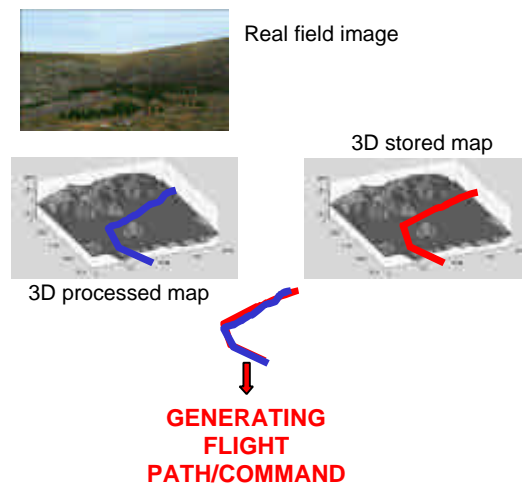 Real field image
3D stored map
3D processed map
GENERATING
FLIGHT
PATH/COMMAND